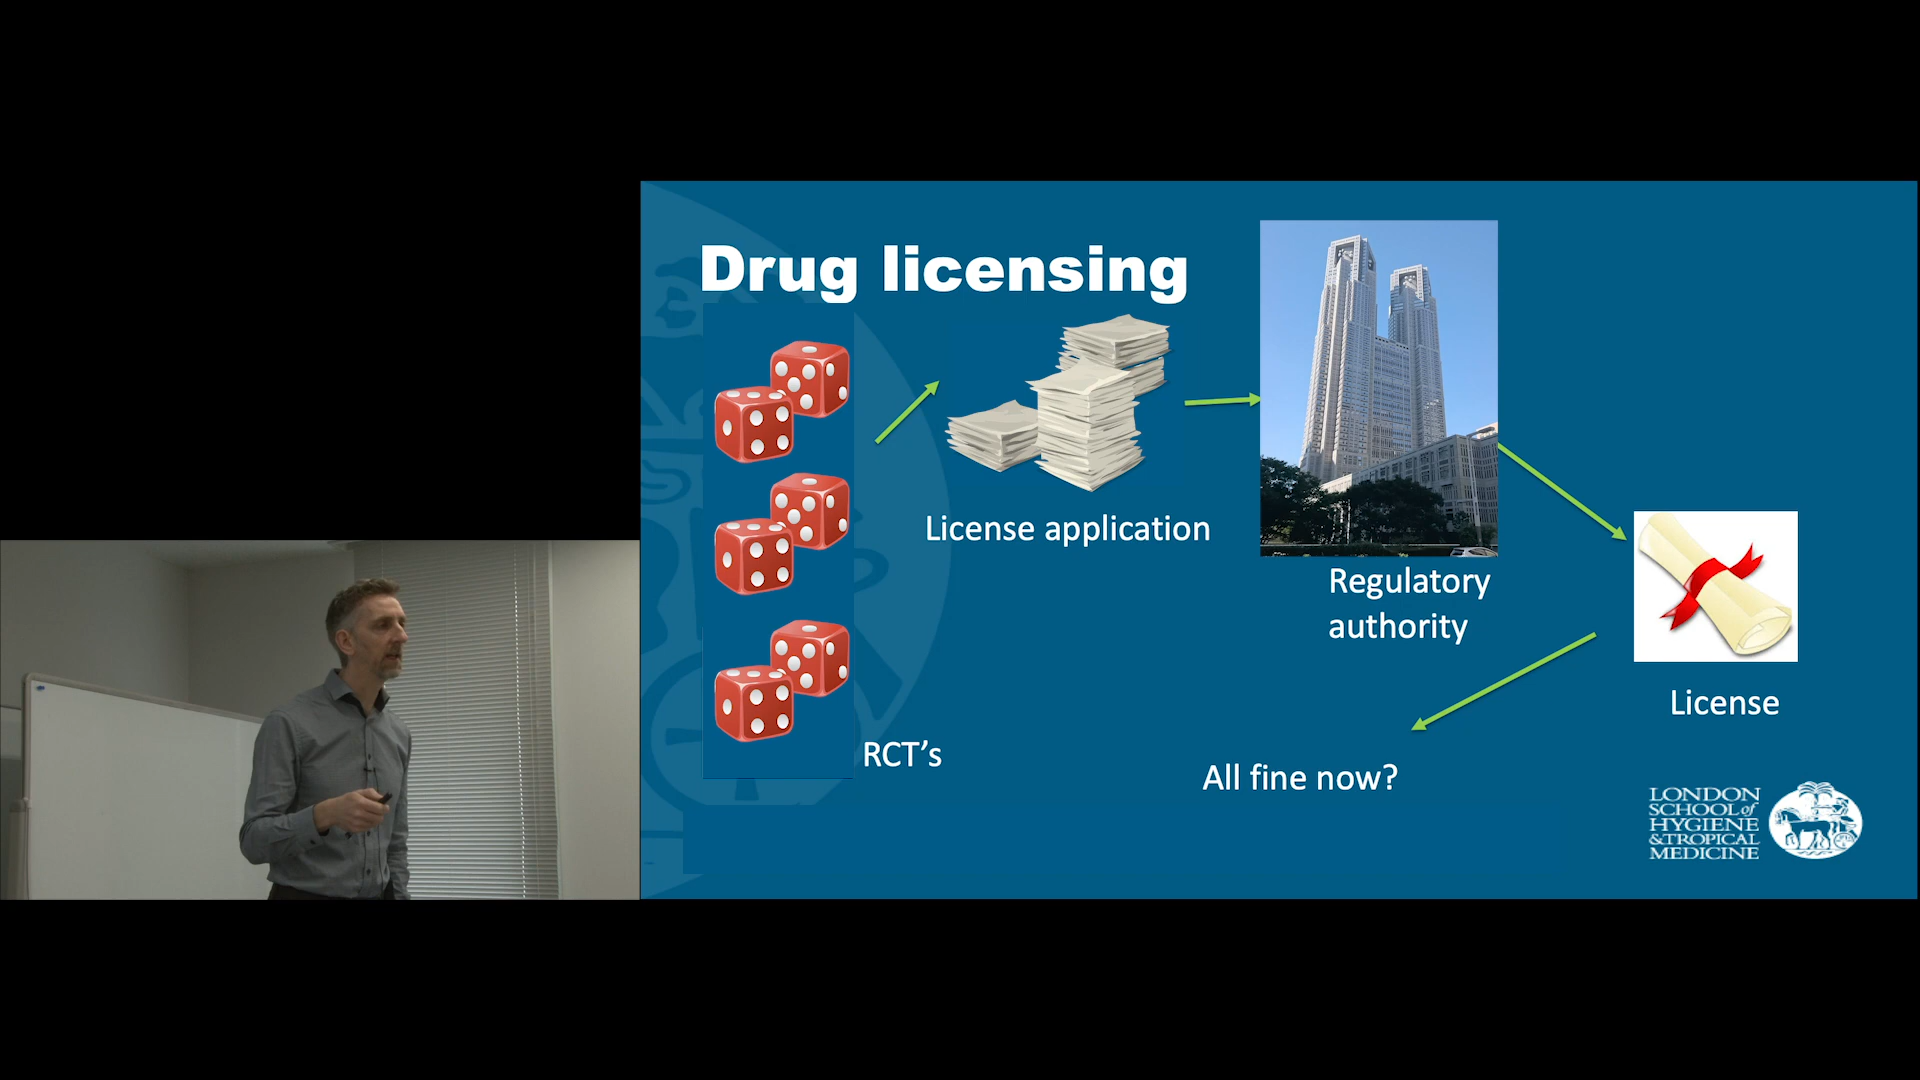 Drug licensing
License application
Regulatory
authority
License
RCT’s
All fine now?
LONDON
SCHOOL of
HYGIENE
& TROPICAL
MEDICINE